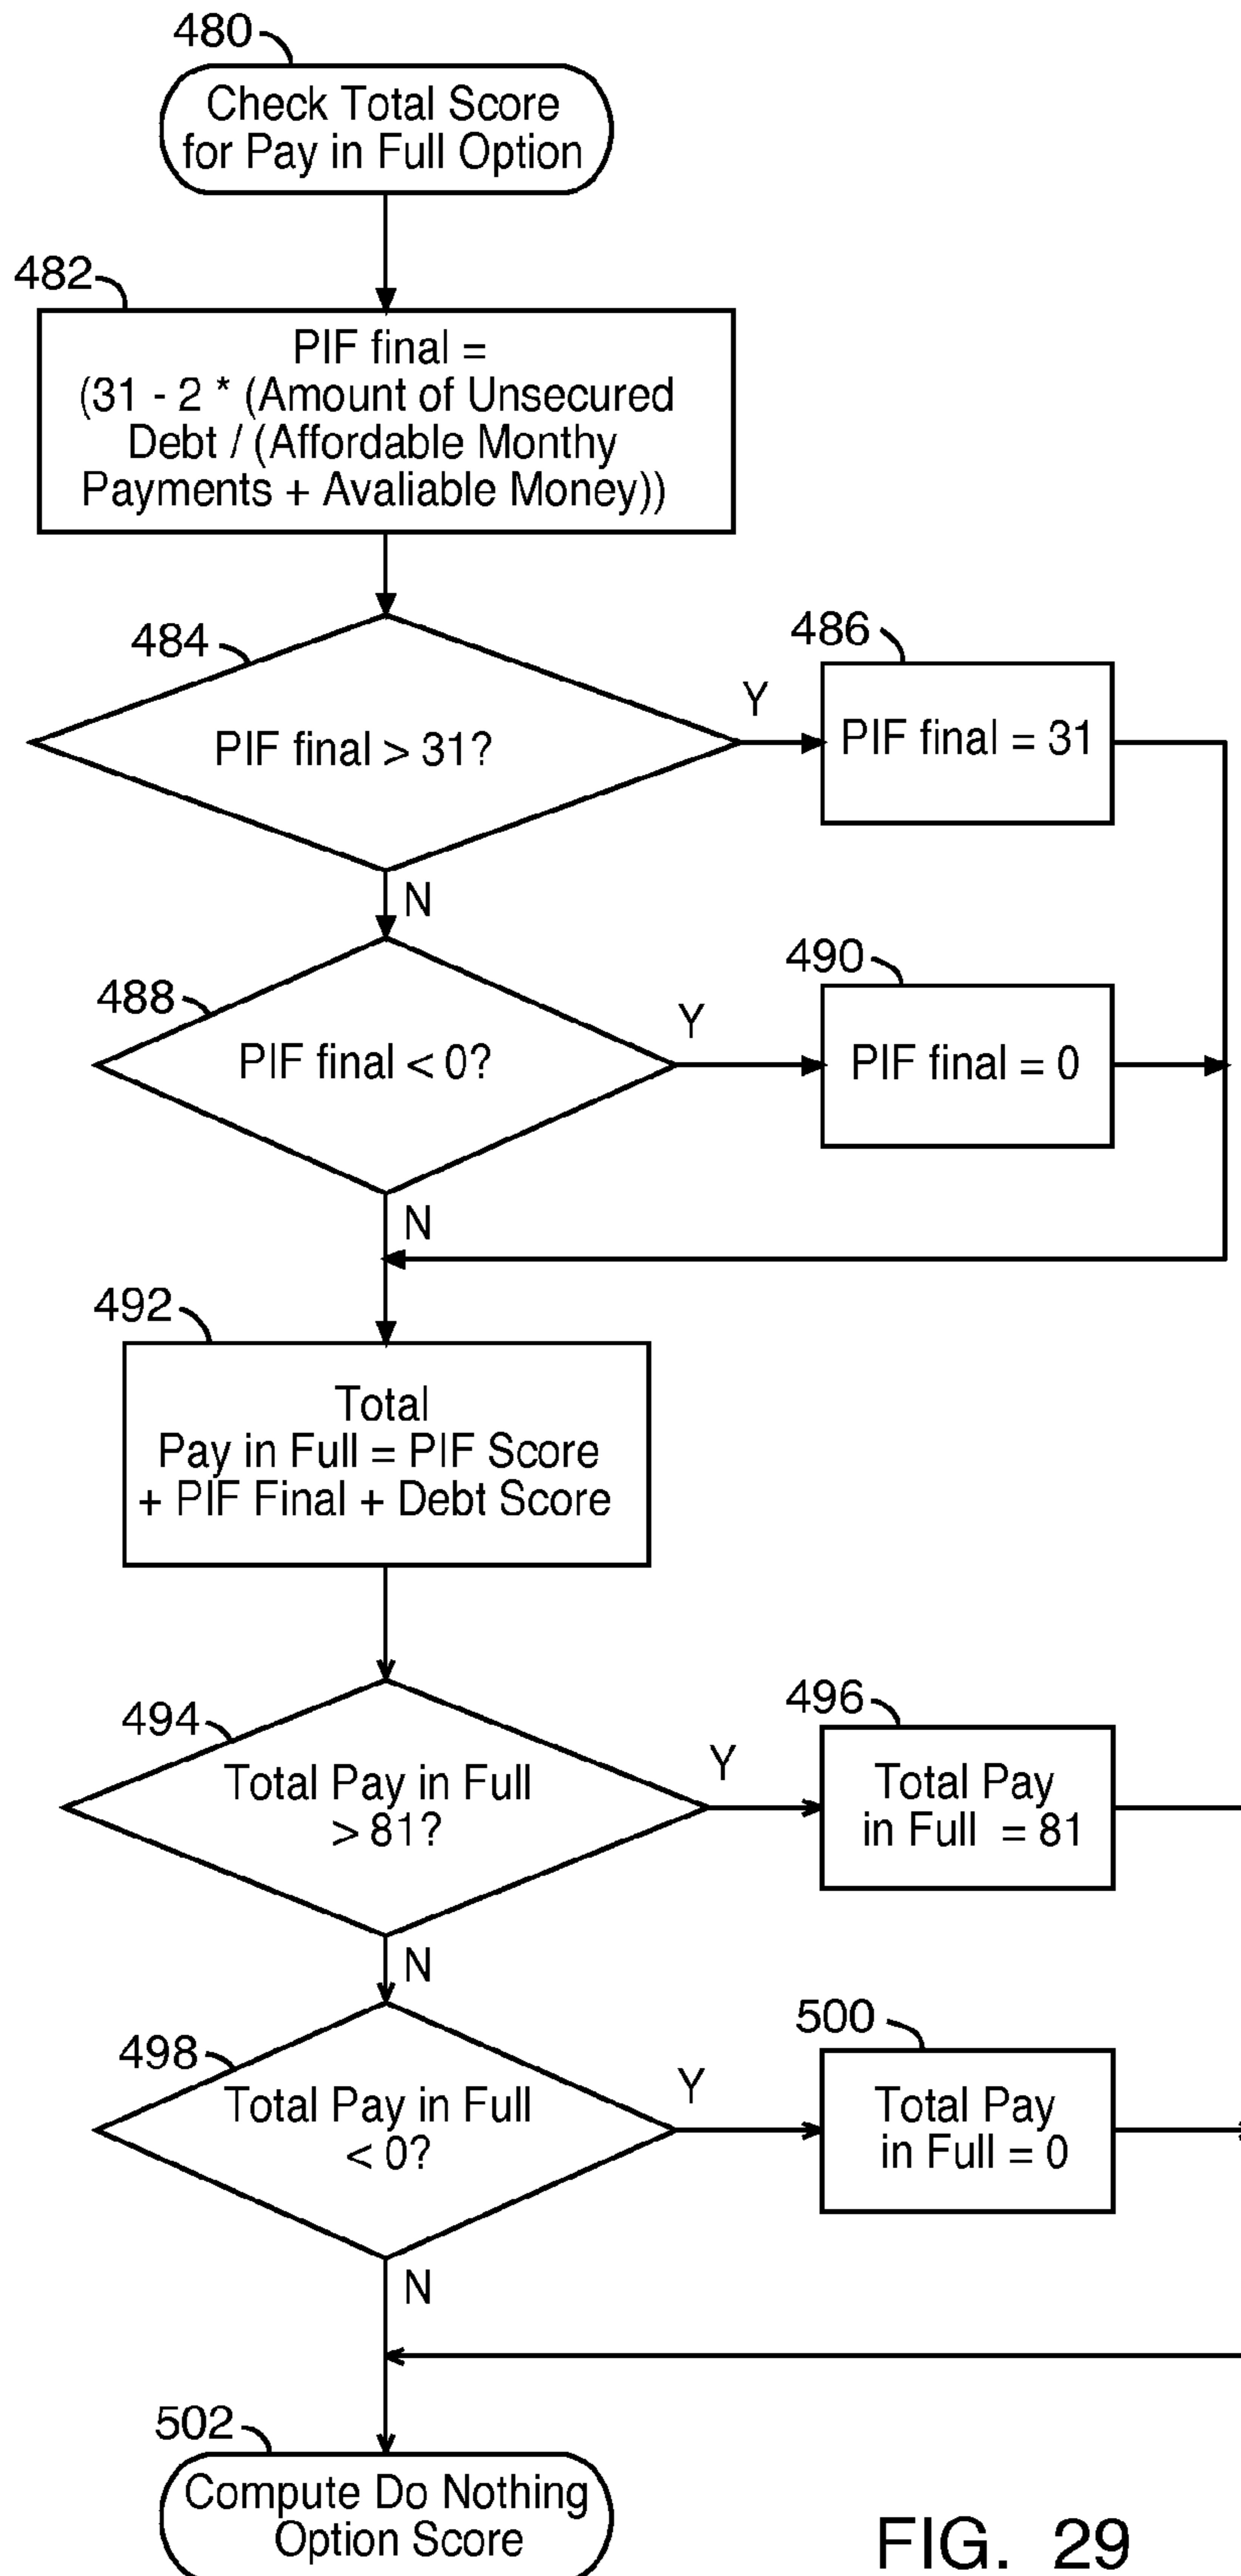 480
Check Total Score
for Pay in Full Option
482
PIF final =
(31 - 2 * (Amount of Unsecured
Debt / (Affordable Monthy
Payments + Avaliable Money))
484
PIF final > 31?
Y
486
PIF final = 31
N
488
PIF final < 0?
Y
490
PIF final = 0
N
492
Total
Pay in Full = PIF Score
+ PIF Final + Debt Score
494
Total Pay in Full
> 81?
Y
496
Total Pay
in Full = 81
N
498
Total Pay in Full
< 0?
Y
500
Total Pay
in Full = 0
N
502
Compute Do Nothing
Option Score
FIG. 29